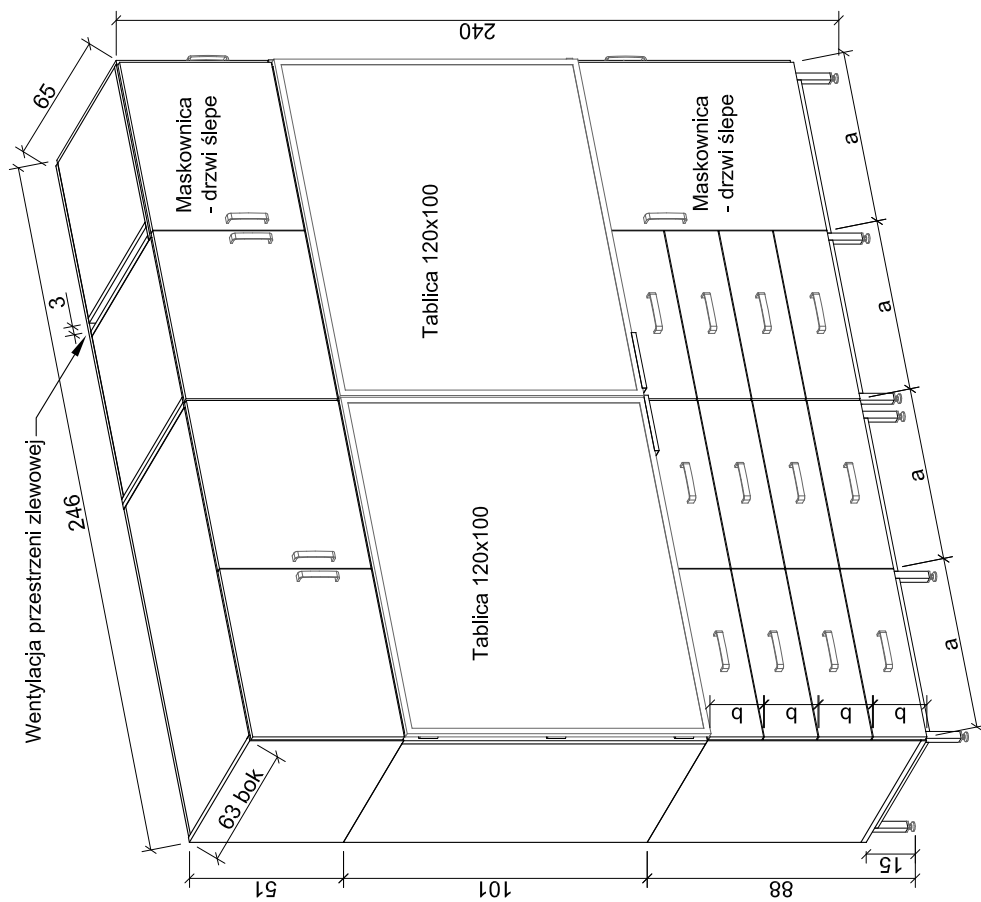 Wentylacja przestrzeni zlewowej
246
3
65
240
63 bok
51
101
88
15
Maskownica
- drzwi ślepe
Tablica 120x100
Tablica 120x100
Maskownica
- drzwi ślepe
b
b
b
b
a
a
a
a